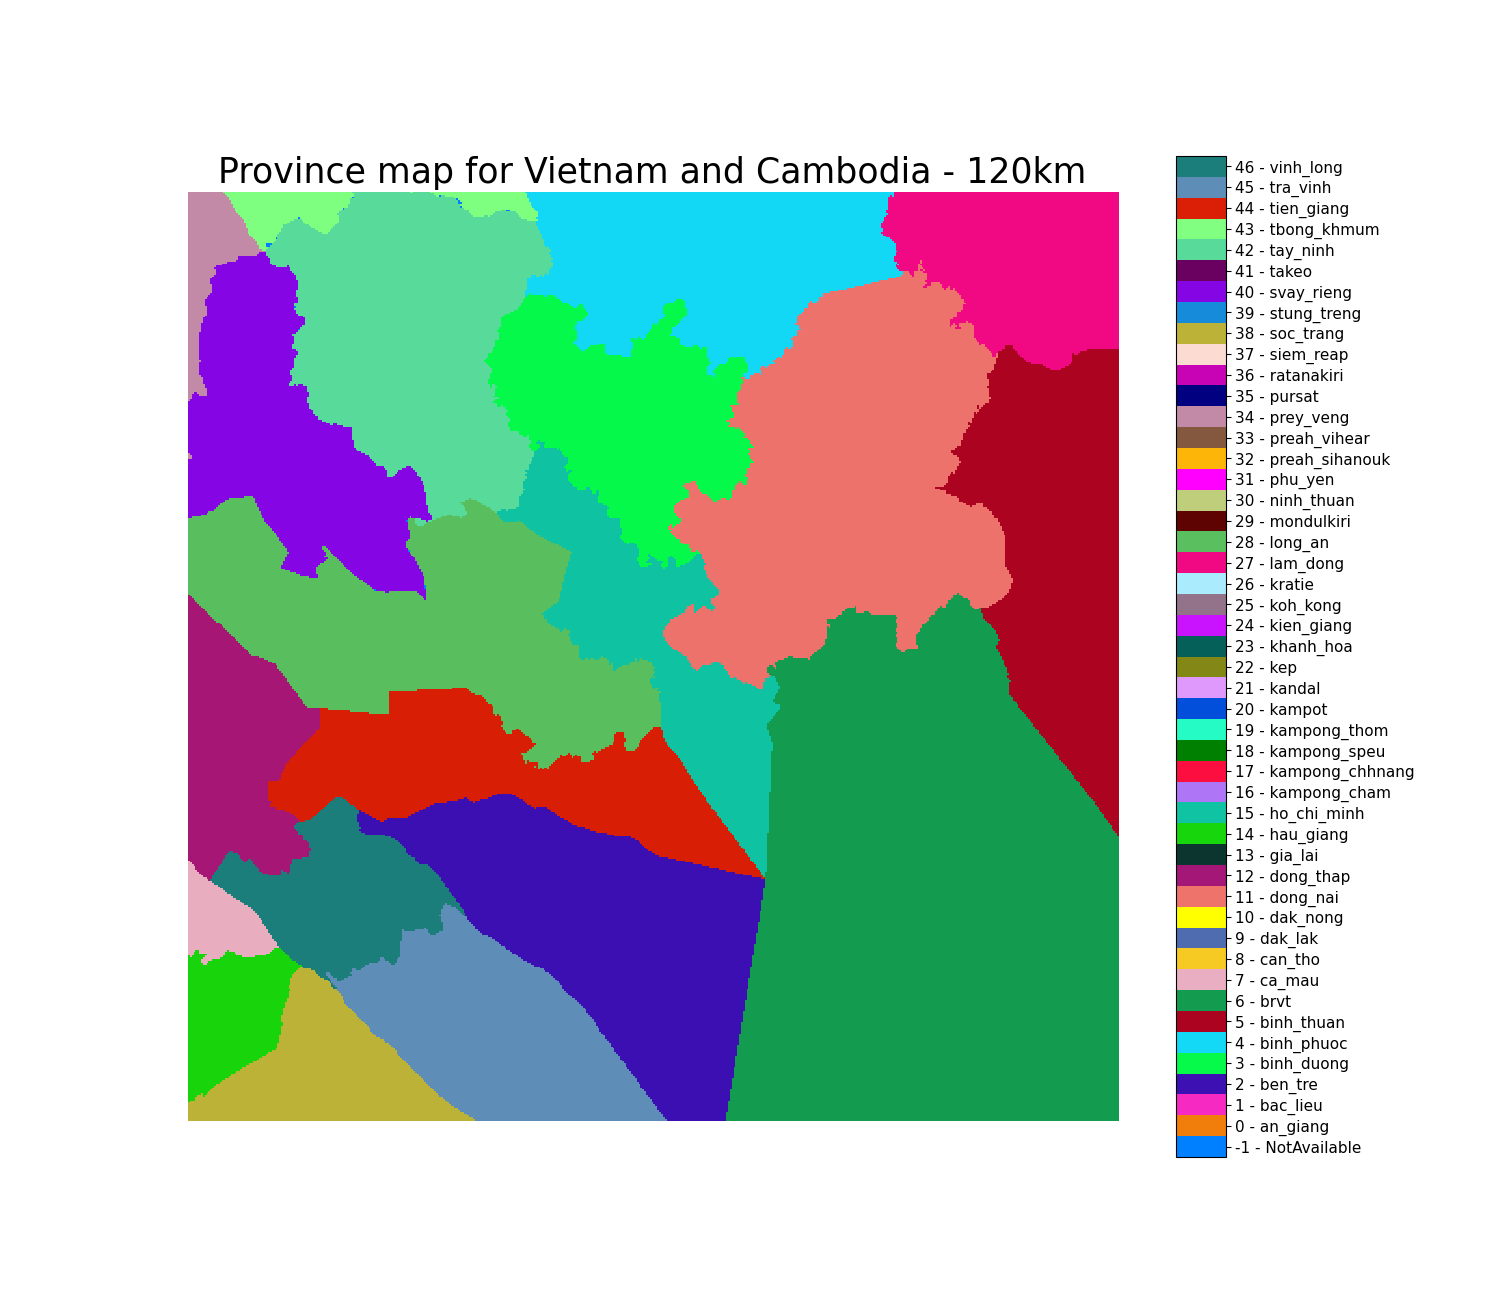 Province map for Vietnam and Cambodia - 120km
46 - vinh_long
45 - tra_vinh
44 - tien_giang
43 - tbong_khmum
42 - tay_ninh
41 - takeo
40 - svay_rieng
39 - stung_treng
38 - soc_trang
37 - siem_reap
36 - ratanakiri
35 - pursat
34 - prey_veng
33 - preah_vihear
32 - preah_sihanouk
31 - phu_yen
30 - ninh_thuan
29 - mondulkiri
28 - long_an
27 - lam_dong
26 - kratie
25 - koh_kong
24 - kien_giang
23 - khanh_hoa
22 - kep
21 - kandal
20 - kampot
19 - kampong_thom
18 - kampong_speu
17 - kampong_chhnang
16 - kampong_cham
15 - ho_chi_minh
14 - hau_giang
13 - gia_lai
12 - dong_thap
11 - dong_nai
10 - dak_nong
9 - dak_lak
8 - can_tho
7 - ca_mau
6 - brvt
5 - binh_thuan
4 - binh_phuoc
3 - binh_duong
2 - ben_tre
1 - bac_lieu
0 - an_giang
-1 - NotAvailable